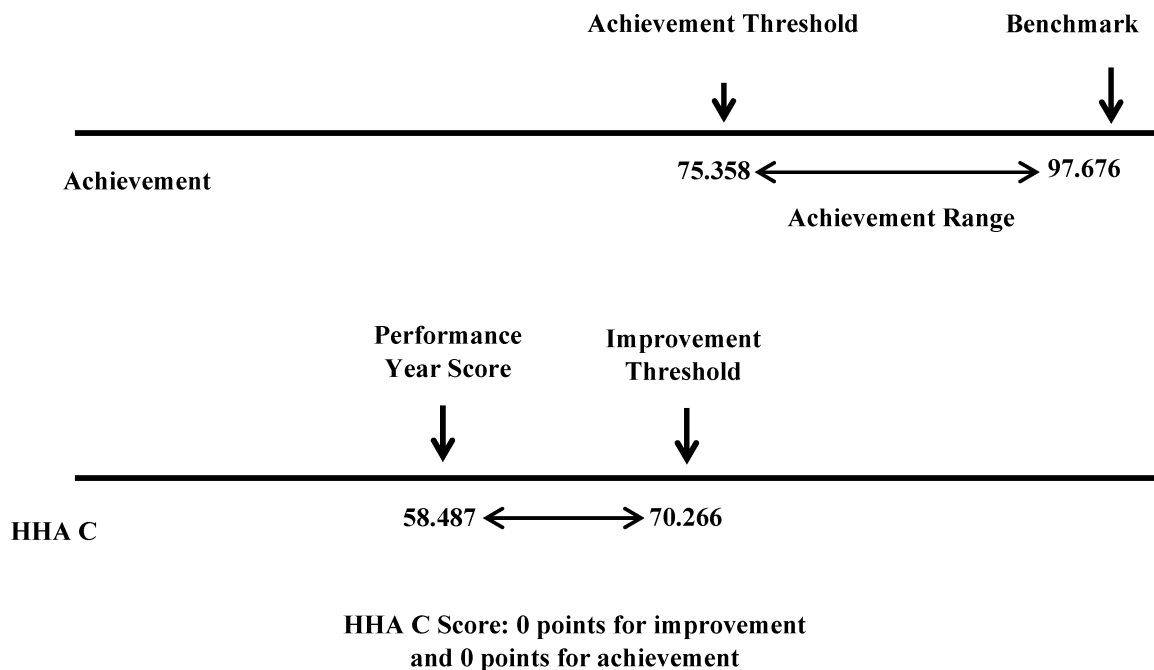 Achievement Threshold
Benchmark
75.358
97.676
Achievement
Achievement Range
Performance
Year Score
Improvement
Threshold
58.487
70.266
HHA C
HHA C Score: 0 points for improvement
and 0 points for achievement